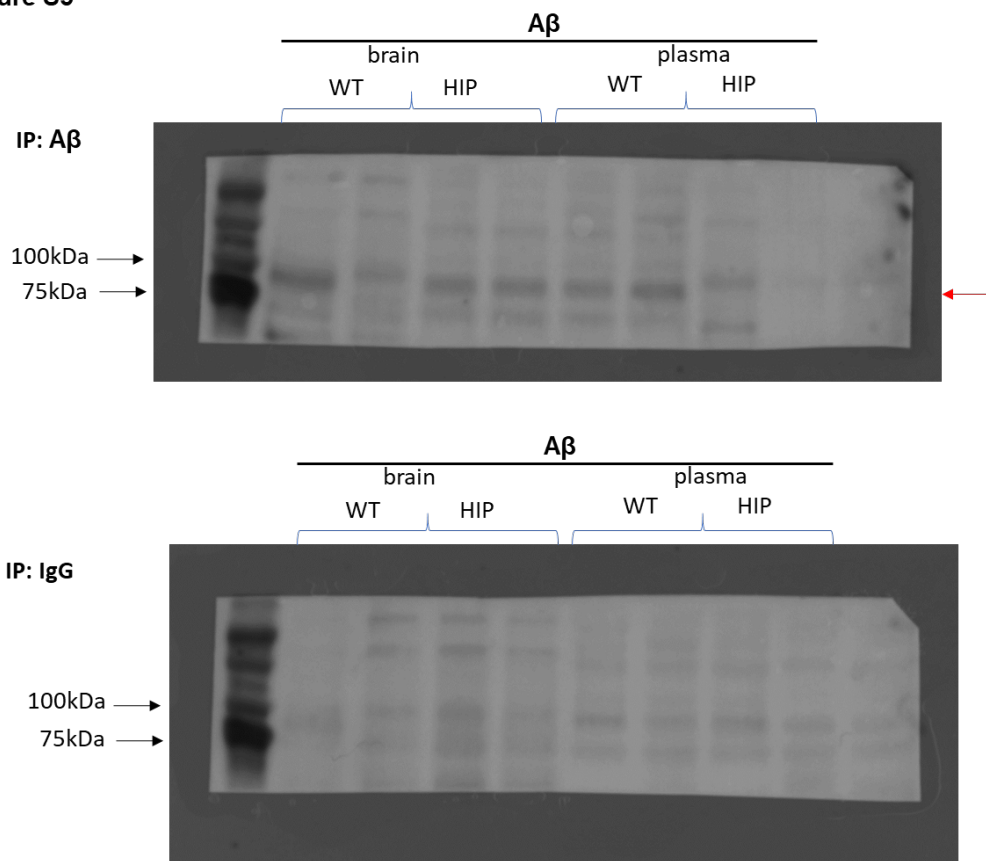 Aβ
brain plasma
WT HIP WT HIP
IP: Aβ
100kDa
75kDa
Aβ
brain plasma
WT HIP WT HIP
IP: IgG
100kDa
75kDa